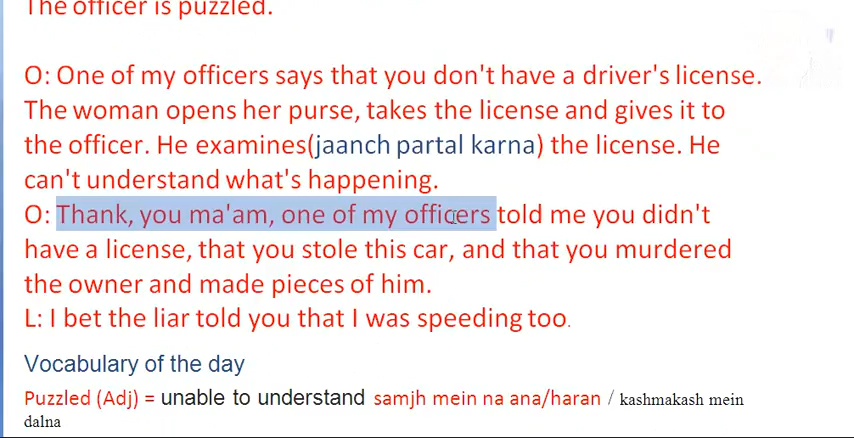 The officer is puzzled.
O: One of my officers says that you don't have a driver's license.
The woman opens her purse, takes the license and gives it to
the officer. He examines(jaanch partal karna) the license. He
can't understand what's happening.
O: Thank, you ma'am, one of my officers told me you didn't
have a license, that you stole this car, and that you murdered
the owner and made pieces of him.
L: I bet the liar told you that I was speeding too.
Vocabulary of the day
Puzzled (Adj) = unable to understand samjh mein na ana/haran / kashmakash mein
dalna